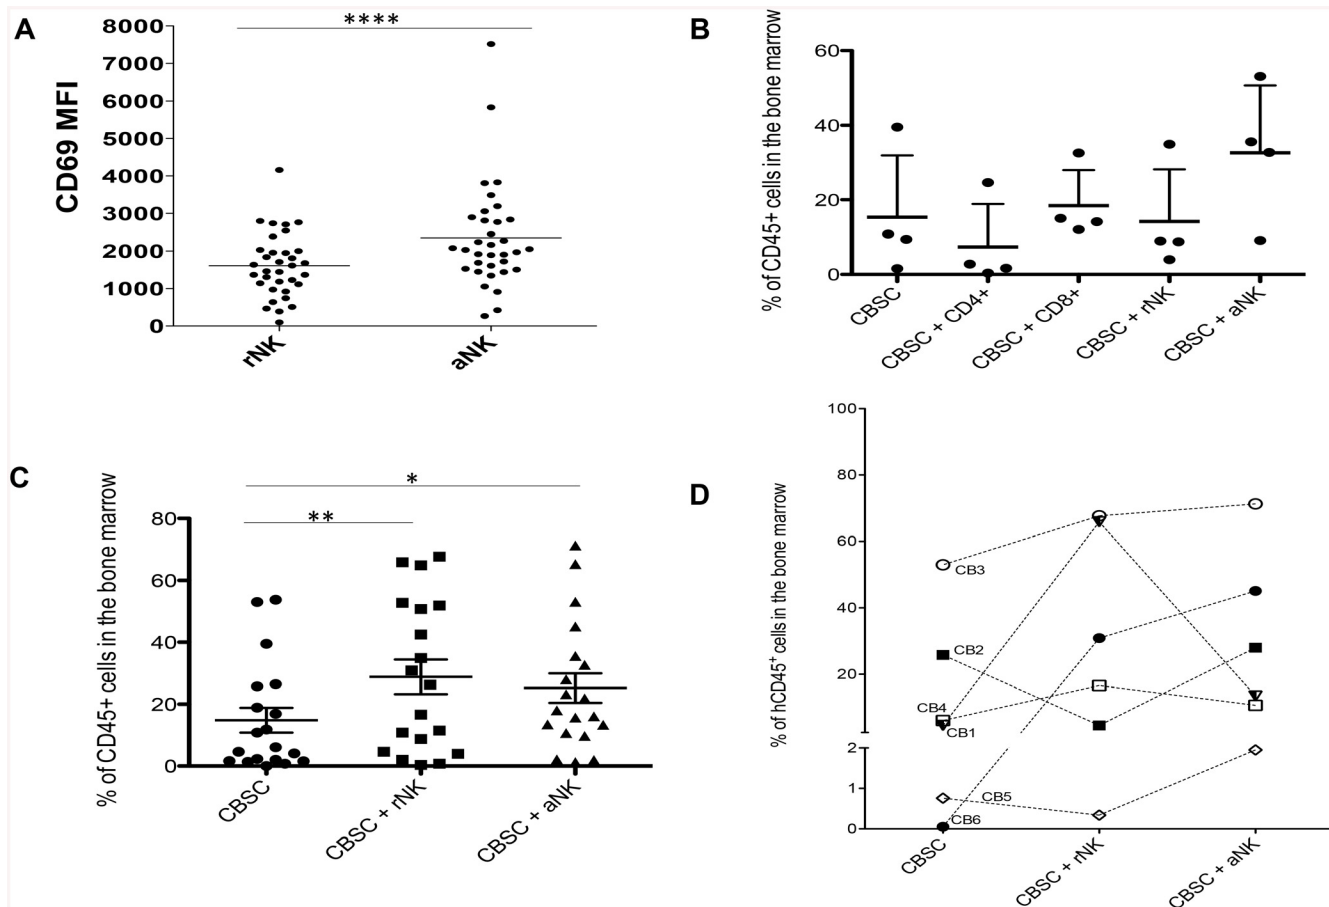 A
CD69 MFI
8000
7000
6000
5000
4000
3000
2000
1000
0
****
rNK
aNK
B
% of CD45+ cells in the bone marrow
60
40
20
0
CBSC
CBSC + CD4+
CBSC + CD8+
CBSC + rNK
CBSC + aNK
C
% of CD45+ cells in the bone marrow
80
60
40
20
0
*
**
CBSC
CBSC + rNK
CBSC + aNK
D
% of hCD45+ cells in the bone marrow
100
80
60
40
20
2
1
0
CB3
CB2
CB4
CB1
CB5
CB6
CBSC
CBSC + rNK
CBSC + aNK